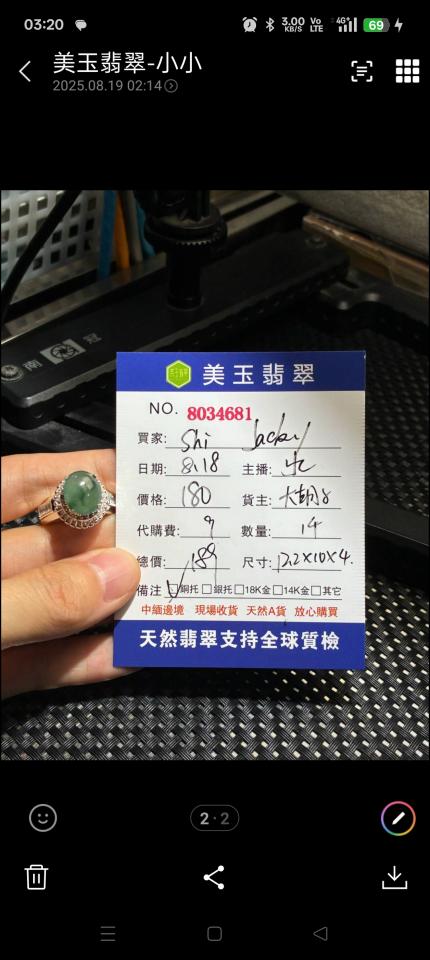 03:20
3.00 KB/S
Vo LTE
4G+
69
美玉翡翠-小小
2025.08.19 02:14
美玉翡翠
NO. 8034681
買家: Shi Jacky
日期: 8.18 主播:
價格: 180 貨主:
代購費: 9 數量: 14
總價: 189 尺寸: 12.2×10×4.
備注 銅托 銀托 18K金 14K金 其它
中緬邊境 現場收貨 天然A貨 放心購買
天然翡翠支持全球質檢
2·2